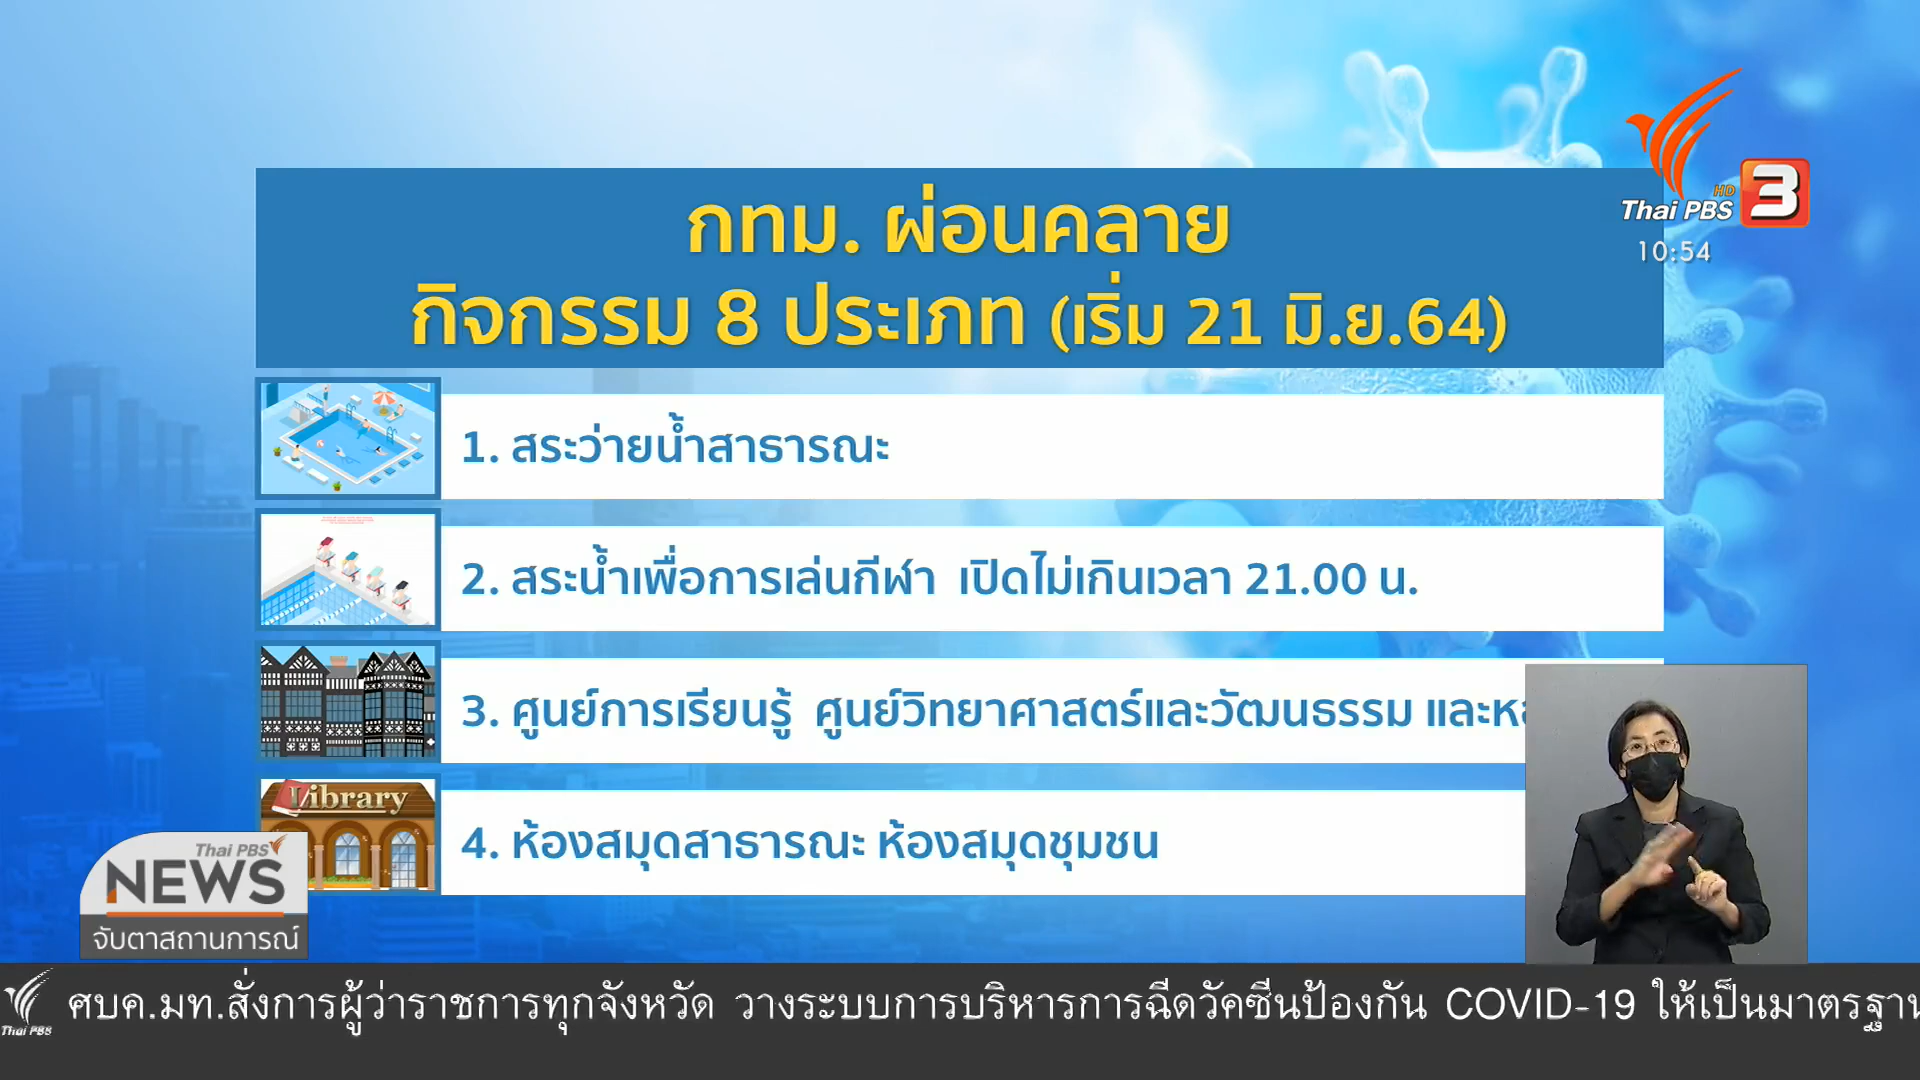 กทม. ผ่อนคลาย
กิจกรรม 8 ประเภท (เริ่ม 21 มิ.ย.64)
HD
Thai PBS 3
10:54
1. สระว่ายน้ำสาธารณะ
2. สระน้ำเพื่อการเล่นกีฬา เปิดไม่เกินเวลา 21.00 น.
3. ศูนย์การเรียนรู้ ศูนย์วิทยาศาสตร์และวัฒนธรรม และ
Library
4. ห้องสมุดสาธารณะ ห้องสมุดชุมชน
Thai PBS
NEWS
จับตาสถานการณ์
Thai PBS
ศบค.มท.สั่งการผู้ว่าราชการทุกจังหวัด วางระบบการบริหารการฉีดวัคซีนป้องกัน COVID-19 ให้เป็นมาตรฐาน